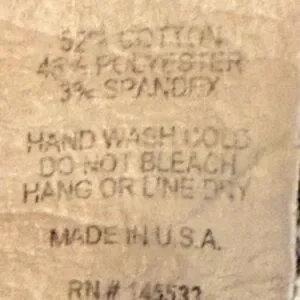 52% COTTON
45% POLYESTER
3% SPANDEX
HAND WASH COLD
DO NOT BLEACH
HANG OR LINE DRY
MADE IN U.S.A.
RN # 145532